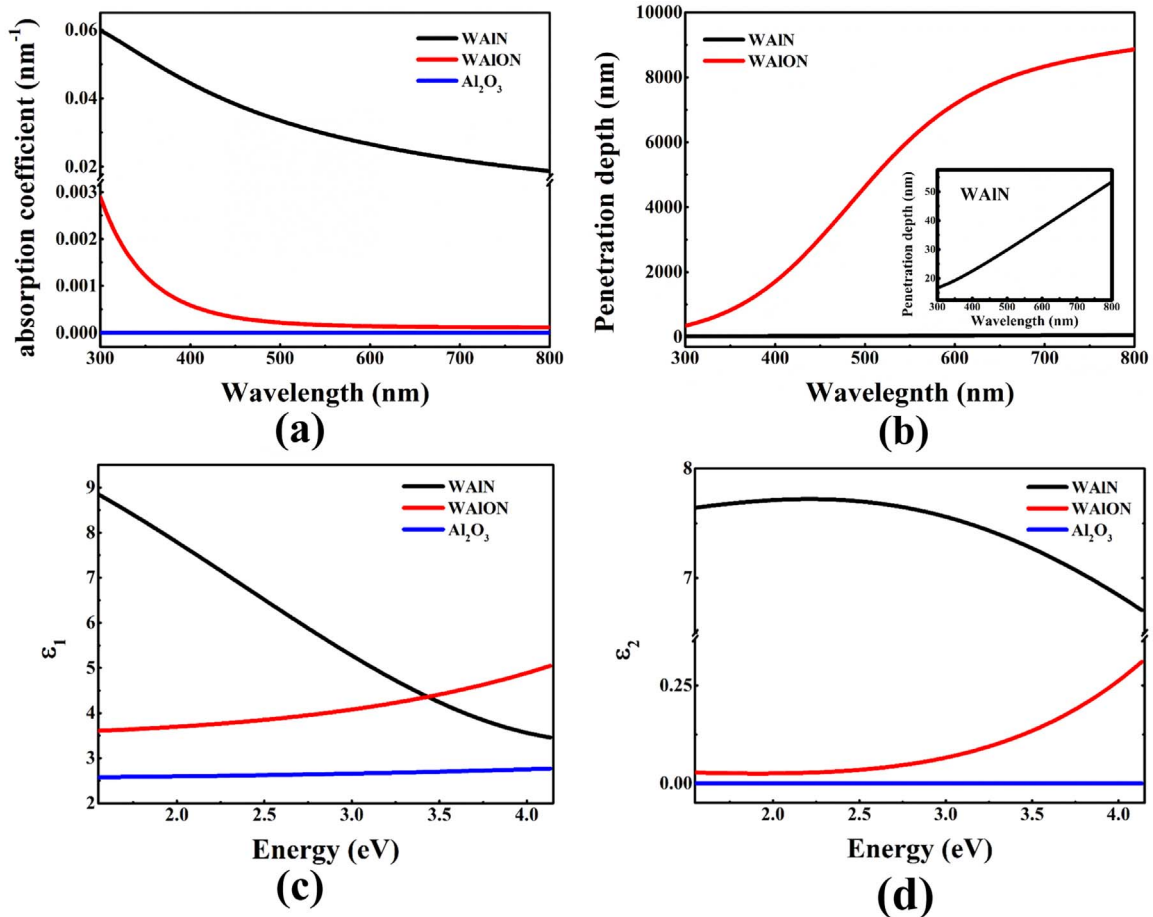 absorption coefficient (nm⁻¹)
0.06
0.04
0.02
0.003
0.002
0.001
0.000
WAlN
WAlON
Al₂O₃
300 400 500 600 700 800
Wavelength (nm)
(a)
Penetration depth (nm)
10000
8000
6000
4000
2000
0
WAlN
WAlON
Penetration depth (nm)
50
40
30
20
WAlN
300 400 500 600 700 800
Wavelength (nm)
300 400 500 600 700 800
Wavelegnth (nm)
(b)
ε₁
9
8
7
6
5
4
3
2
WAlN
WAlON
Al₂O₃
2.0 2.5 3.0 3.5 4.0
Energy (eV)
(c)
ε₂
8
7
0.25
0.00
WAlN
WAlON
Al₂O₃
2.0 2.5 3.0 3.5 4.0
Energy (eV)
(d)